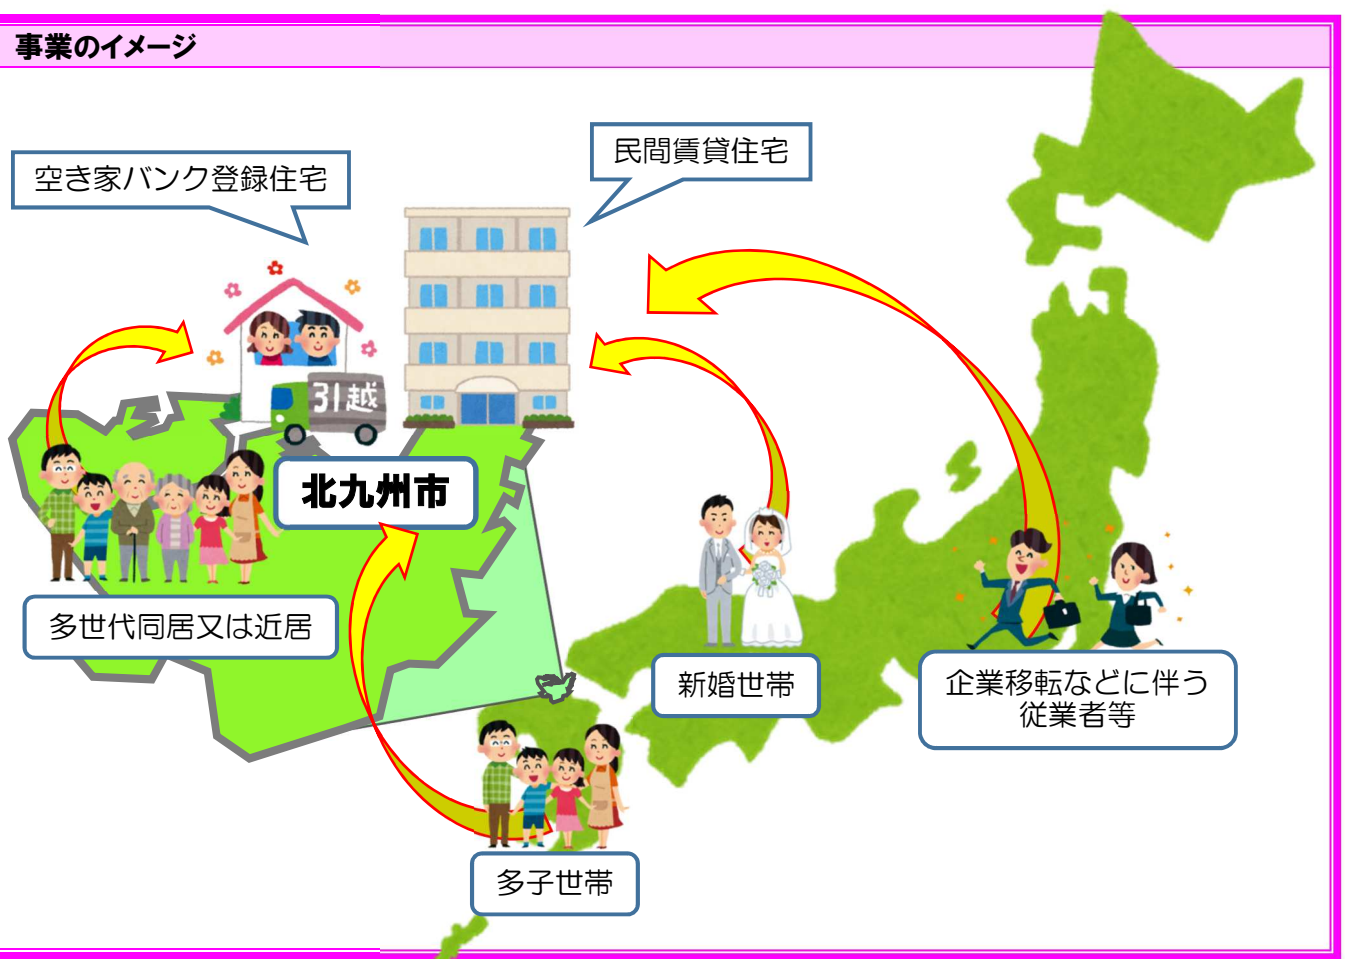 事業のイメージ
民間賃貸住宅
空き家バンク登録住宅
引越
北九州市
多世代同居又は近居
新婚世帯
企業移転などに伴う
従業者等
多子世帯